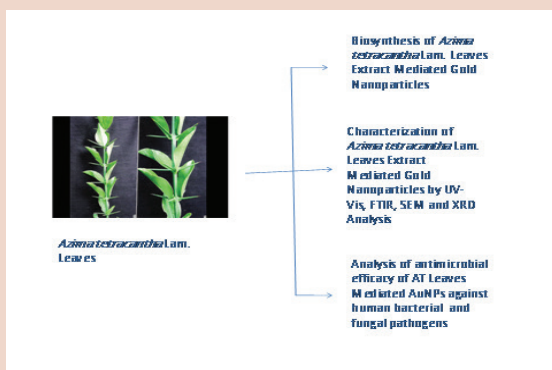 Biosynthesis of Azima
tetracantha Lam. Leaves
Extract Mediated Gold
Nanoparticles
Characterization of
Azima tetracantha Lam.
Leaves Extract
Mediated Gold
Nanoparticles by UV-
Vis, FTIR, SEM and XRD
Analysis
Azima tetracantha Lam.
Leaves
Analysis of antimicrobial
efficacy of AT Leaves
Mediated AuNPs against
human bacterial and
fungal pathogens